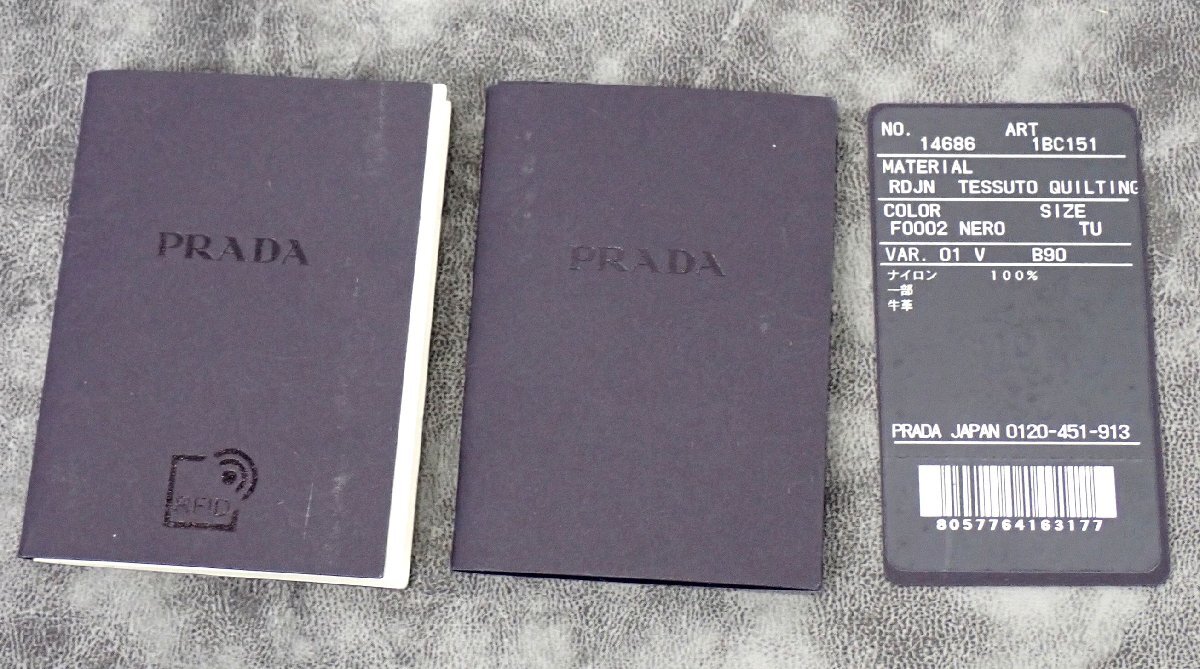 PRADA
RFID
PRADA
NO. ART
14686 1BC151
MATERIAL
RDJN TESSUTO QUILTING
COLOR SIZE
F0002 NERO TU
VAR. 01 V B90
ナイロン 100%
一部
牛革
PRADA JAPAN 0120-451-913
8057764163177